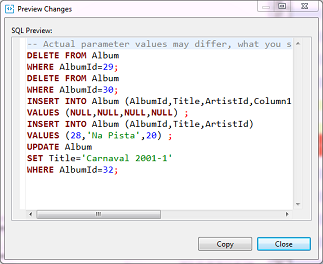 Preview Changes
SQL Preview:
-- Actual parameter values may differ, what you s
DELETE FROM Album
WHERE AlbumId=29;
DELETE FROM Album
WHERE AlbumId=30;
INSERT INTO Album (AlbumId,Title,ArtistId,Column1
VALUES (NULL,NULL,NULL,NULL) ;
INSERT INTO Album (AlbumId,Title,ArtistId)
VALUES (28,'Na Pista',20) ;
UPDATE Album
SET Title='Carnaval 2001-1'
WHERE AlbumId=32;
Copy
Close